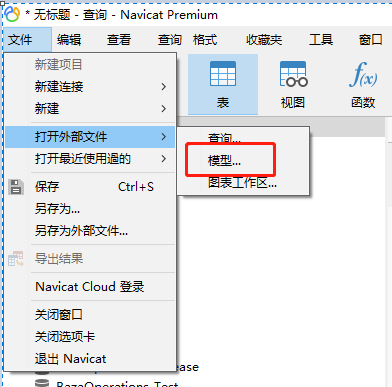 * 无标题 - 查询 - Navicat Premium
文件 编辑 查看 查询 格式 收藏夹 工具 窗口
新建项目
新建连接
新建
表 视图 函数
f(x)
打开外部文件
查询...
打开最近使用過的
模型...
保存 Ctrl+S
图表工作区...
另存为...
另存为外部文件...
导出结果
Navicat Cloud 登录
关闭窗口
关闭选项卡
退出 Navicat
ease
BazaOperations_Test